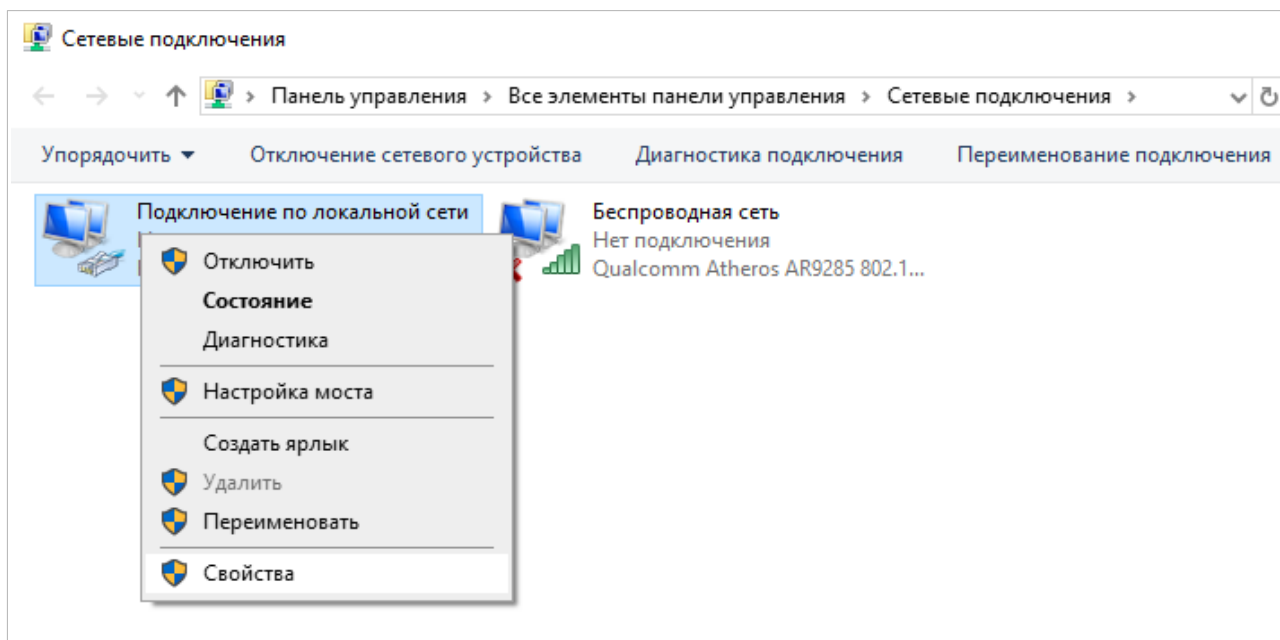 Сетевые подключения
Панель управления > Все элементы панели управления > Сетевые подключения >
Упорядочить Отключение сетевого устройства Диагностика подключения Переименование подключения
Подключение по локальной сети
Беспроводная сеть
Нет подключения
Qualcomm Atheros AR9285 802.1...
Отключить
Состояние
Диагностика
Настройка моста
Создать ярлык
Удалить
Переименовать
Свойства